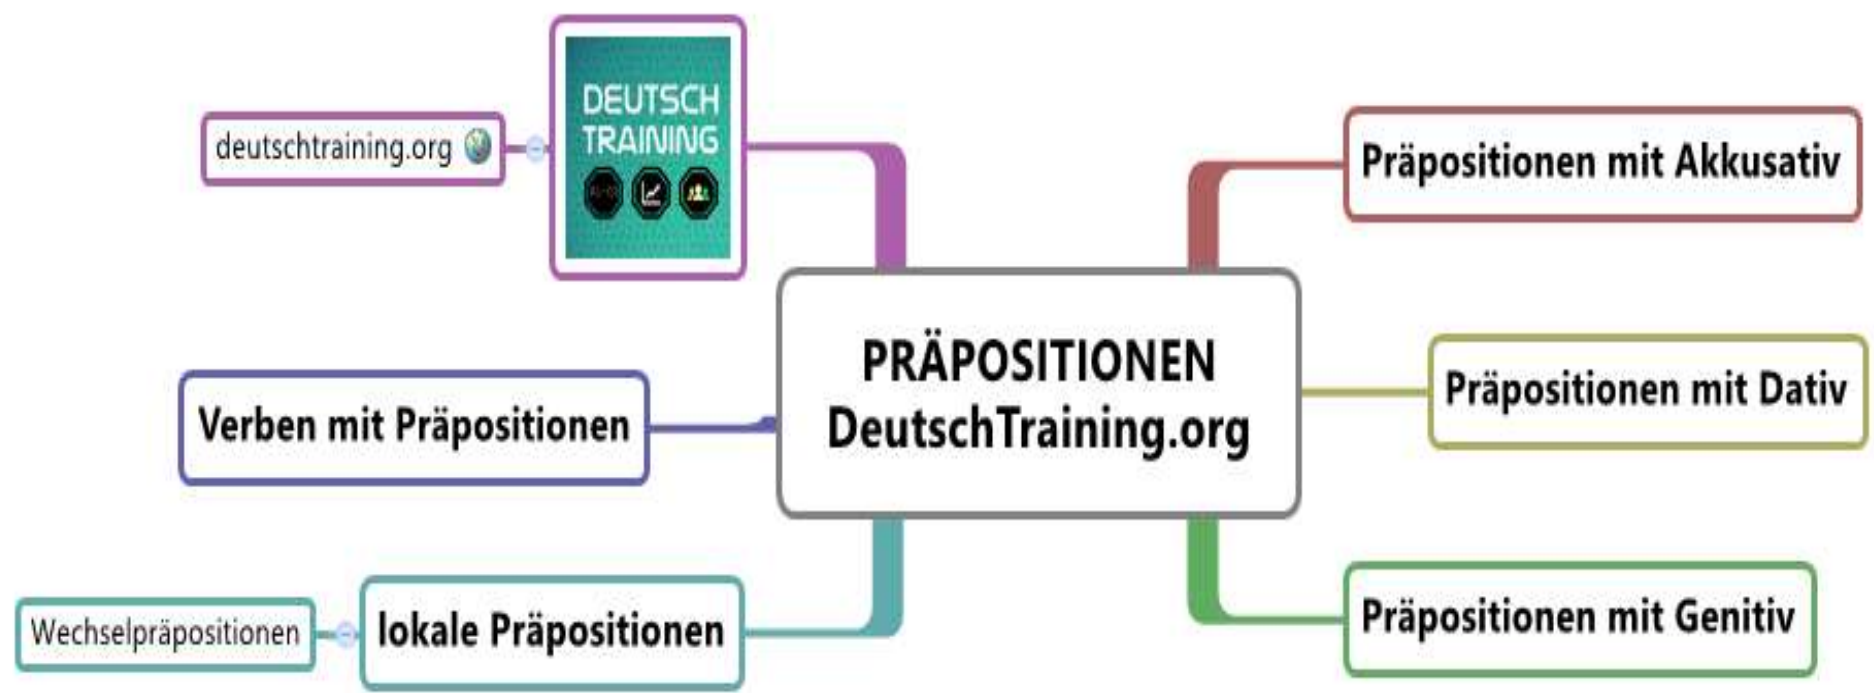 deutschtraining.org
DEUTSCH
TRAINING
Präpositionen mit Akkusativ
PRÄPOSITIONEN
DeutschTraining.org
Präpositionen mit Dativ
Verben mit Präpositionen
Präpositionen mit Genitiv
lokale Präpositionen
Wechselpräpositionen